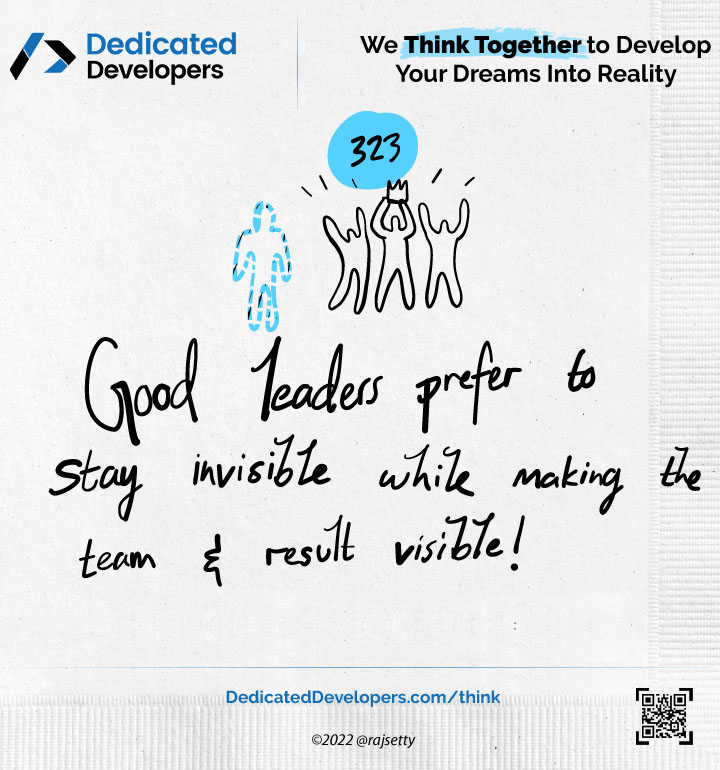 Dedicated
Developers
We Think Together to Develop
Your Dreams Into Reality
323
Good leaders prefer to
stay invisible while making the
team & result visible!
DedicatedDevelopers.com/think
©2022 @rajsetty